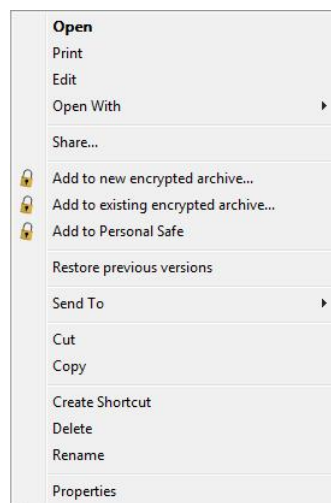 Open
Print
Edit
Open With
Share...
Add to new encrypted archive...
Add to existing encrypted archive...
Add to Personal Safe
Restore previous versions
Send To
Cut
Copy
Create Shortcut
Delete
Rename
Properties